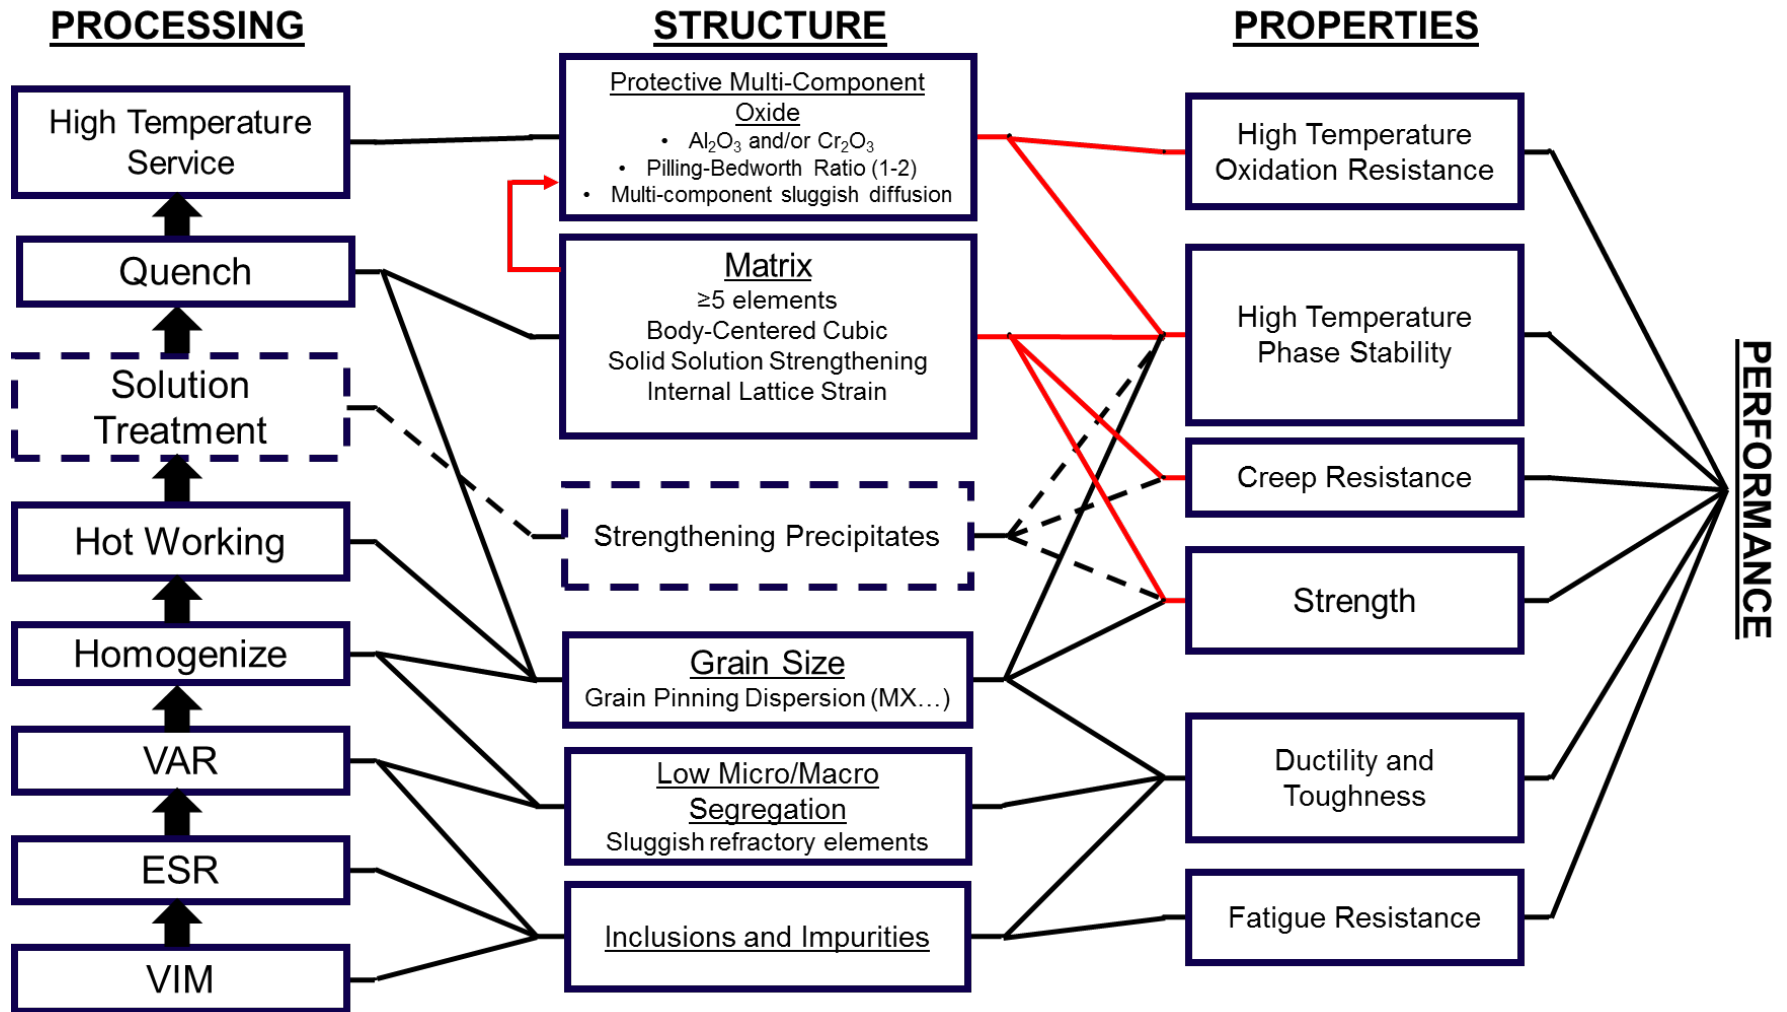 PROCESSING
High Temperature
Service
Quench
Solution
Treatment
Hot Working
Homogenize
VAR
ESR
VIM
STRUCTURE
Protective Multi-Component
Oxide
• Al₂O₃ and/or Cr₂O₃
• Pilling-Bedworth Ratio (1-2)
• Multi-component sluggish diffusion
Matrix
≥5 elements
Body-Centered Cubic
Solid Solution Strengthening
Internal Lattice Strain
Strengthening Precipitates
Grain Size
Grain Pinning Dispersion (MX…)
Low Micro/Macro
Segregation
Sluggish refractory elements
Inclusions and Impurities
PROPERTIES
High Temperature
Oxidation Resistance
High Temperature
Phase Stability
Creep Resistance
Strength
Ductility and
Toughness
Fatigue Resistance
PERFORMANCE